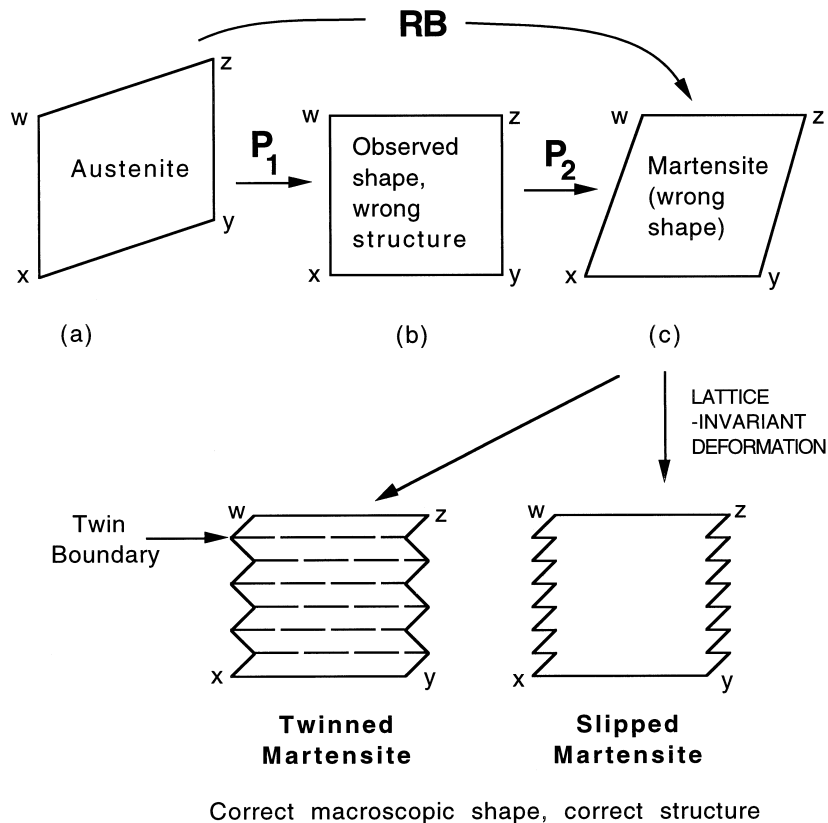 RB
w z
Austenite
x y
P1
w z
Observed
shape,
wrong
structure
x y
P2
w z
Martensite
(wrong
shape)
x y
(a) (b) (c)
LATTICE
-INVARIANT
DEFORMATION
Twin
Boundary
w z
x y
w z
x y
Twinned
Martensite
Slipped
Martensite
Correct macroscopic shape, correct structure